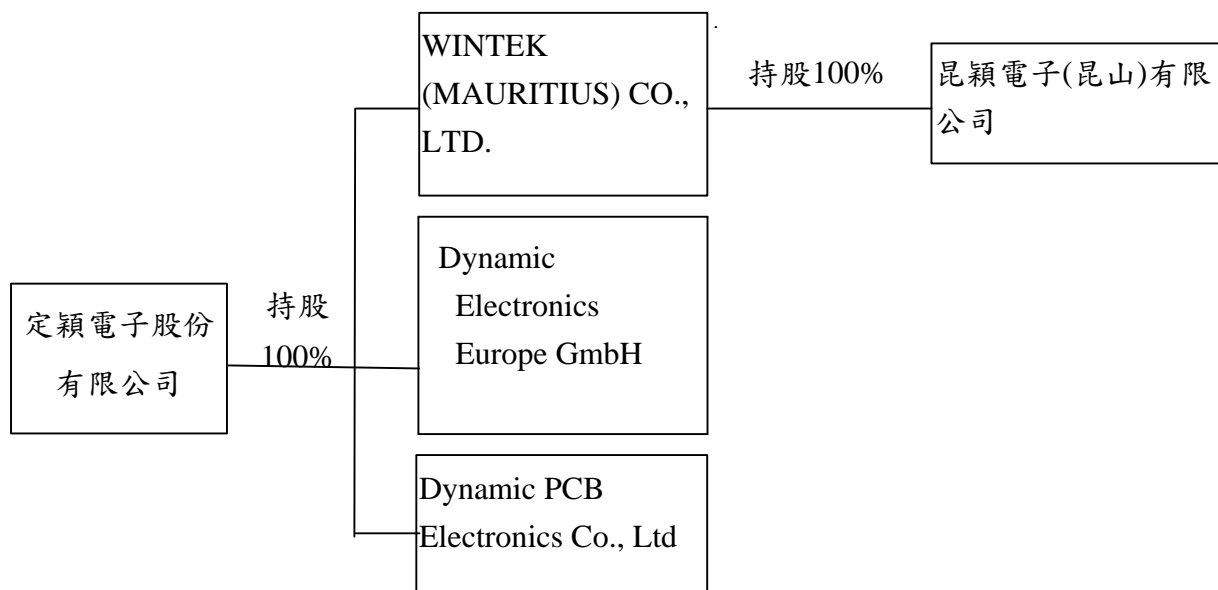 定穎電子股份
有限公司
持股
100%
WINTEK
(MAURITIUS) CO.,
LTD.
持股100%
昆穎電子(昆山)有限
公司
Dynamic
Electronics
Europe GmbH
Dynamic PCB
Electronics Co., Ltd